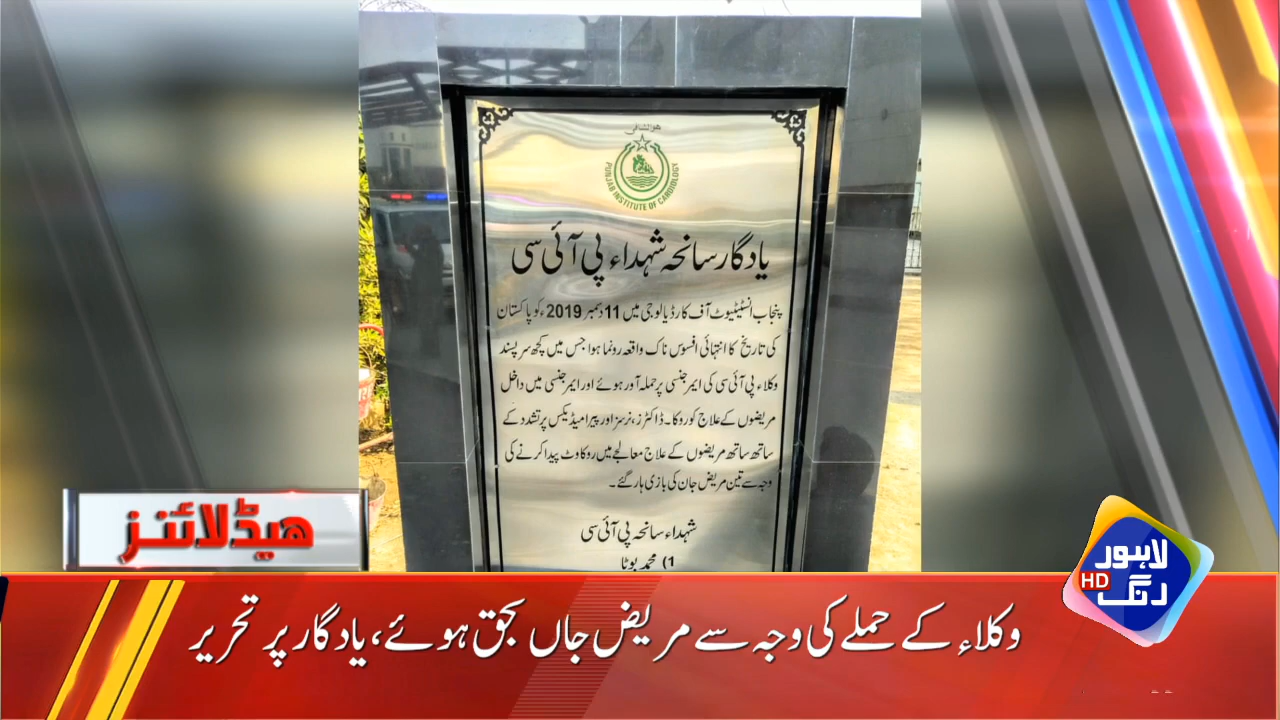 ھوالشافی
PUNJAB INSTITUTE OF CARDIOLOGY
یادگار سانحہ شہداء پی آئی سی
پنجاب انسٹیٹیوٹ آف کارڈیالوجی میں 11 دسمبر 2019ء کو پاکستان
کی تاریخ کا انتہائی افسوس ناک واقعہ رونما ہوا جس میں کچھ سرپسند
وکلاء پی آئی سی کی ایمرجنسی پر حملہ آور ہوئے اور ایمرجنسی میں داخل
مریضوں کے علاج کو روکا۔ ڈاکٹرز، نرسز اور پیرامیڈیکس پر تشدد کے
ساتھ ساتھ مریضوں کے علاج معالجے میں روکاوٹ پیدا کرنے کی
وجہ سے تین مریض جان کی بازی ہار گئے۔
شہداء سانحہ پی آئی سی
1) محمد بوٹا
ہیڈلائنز
لاہور
رنگ HD
وکلاء کے حملے کی وجہ سے مریض جاں بحق ہوئے، یادگار پر تحریر